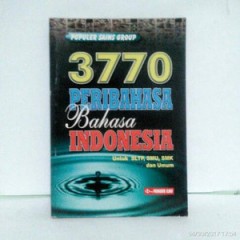 POPULER SAINS GROUP
3770
PERIBAHASA
Bahasa
INDONESIA
Untuk SLTP, SMU, SMK
dan Umum